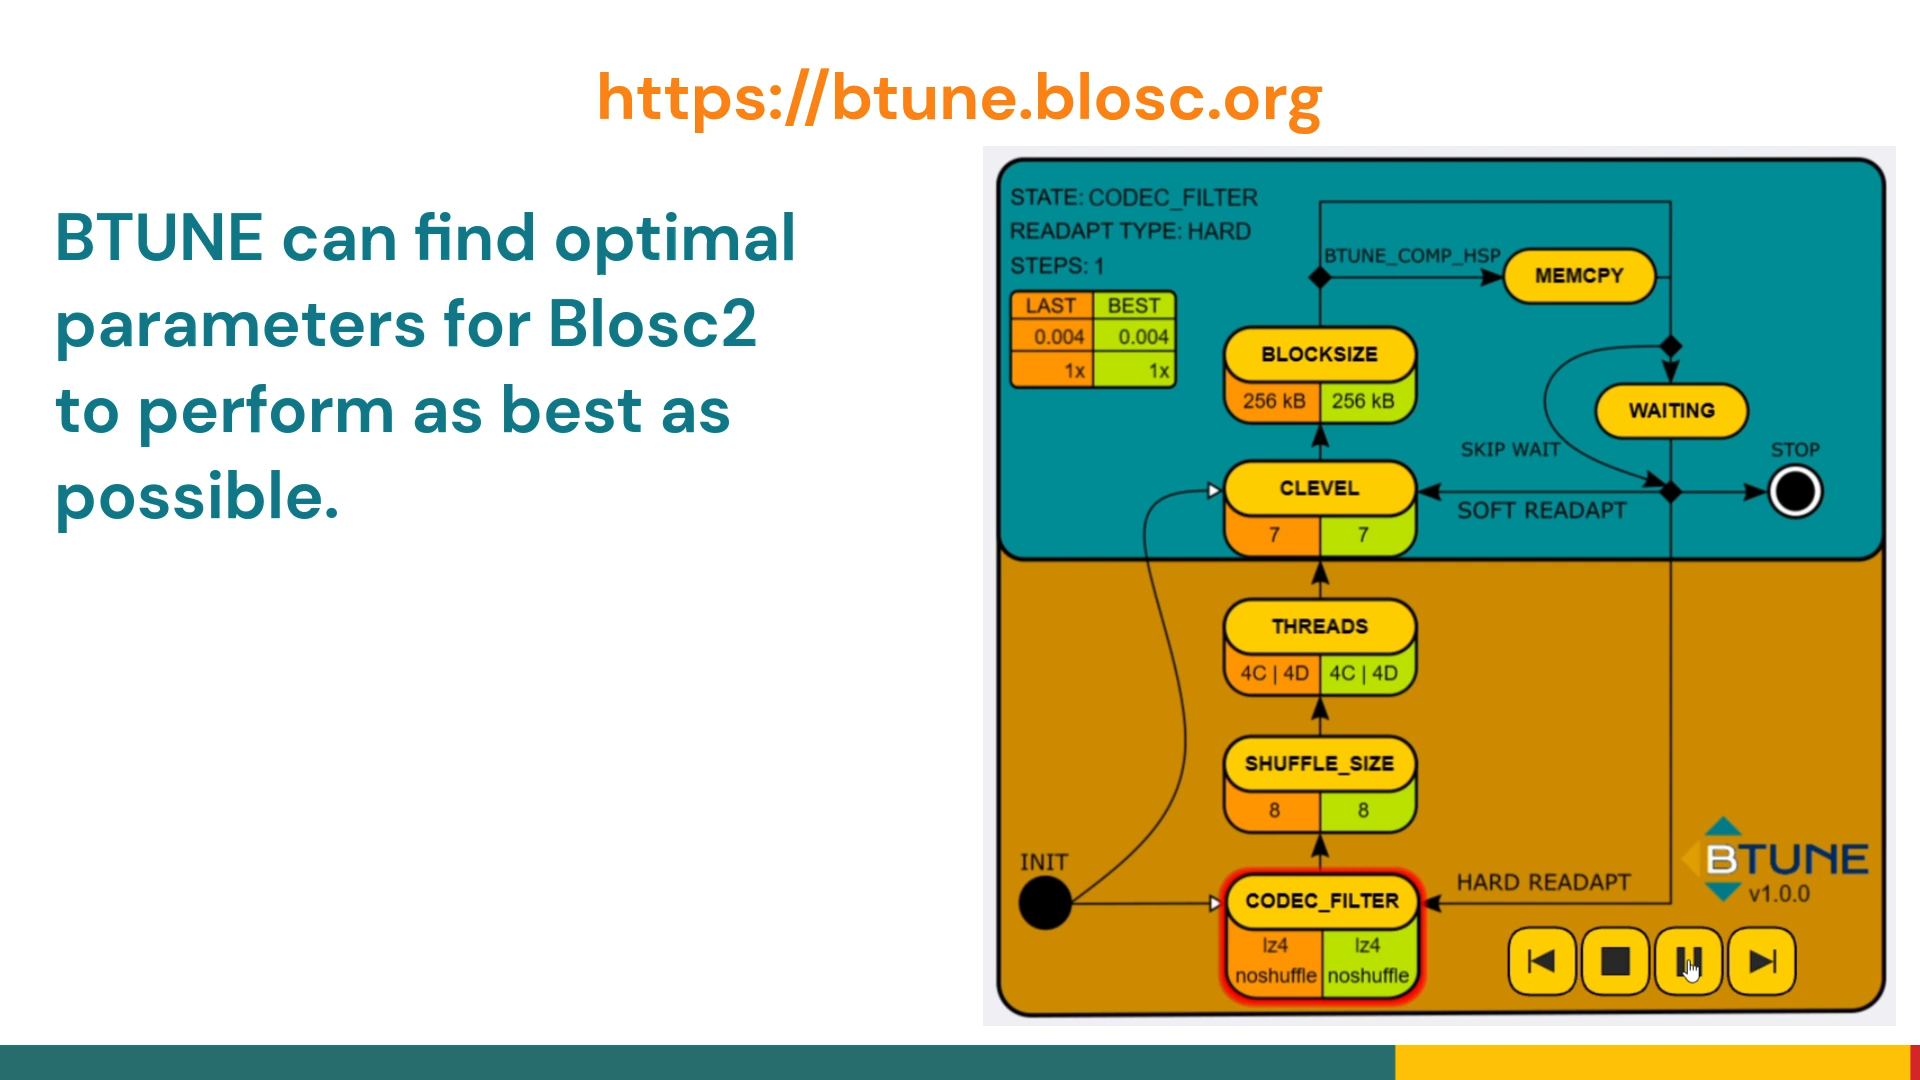 https://btune.blosc.org
BTUNE can find optimal
parameters for Blosc2
to perform as best as
possible.
STATE: CODEC_FILTER
READAPT TYPE: HARD
STEPS: 1
LAST BEST
0.004 0.004
1x 1x
BTUNE_COMP_HSP
MEMCPY
BLOCKSIZE
256 kB 256 kB
WAITING
SKIP WAIT
STOP
CLEVEL
7 7
SOFT READAPT
THREADS
4C | 4D 4C | 4D
SHUFFLE_SIZE
8 8
INIT
CODEC_FILTER
lz4 lz4
noshuffle noshuffle
HARD READAPT
BTUNE
v1.0.0